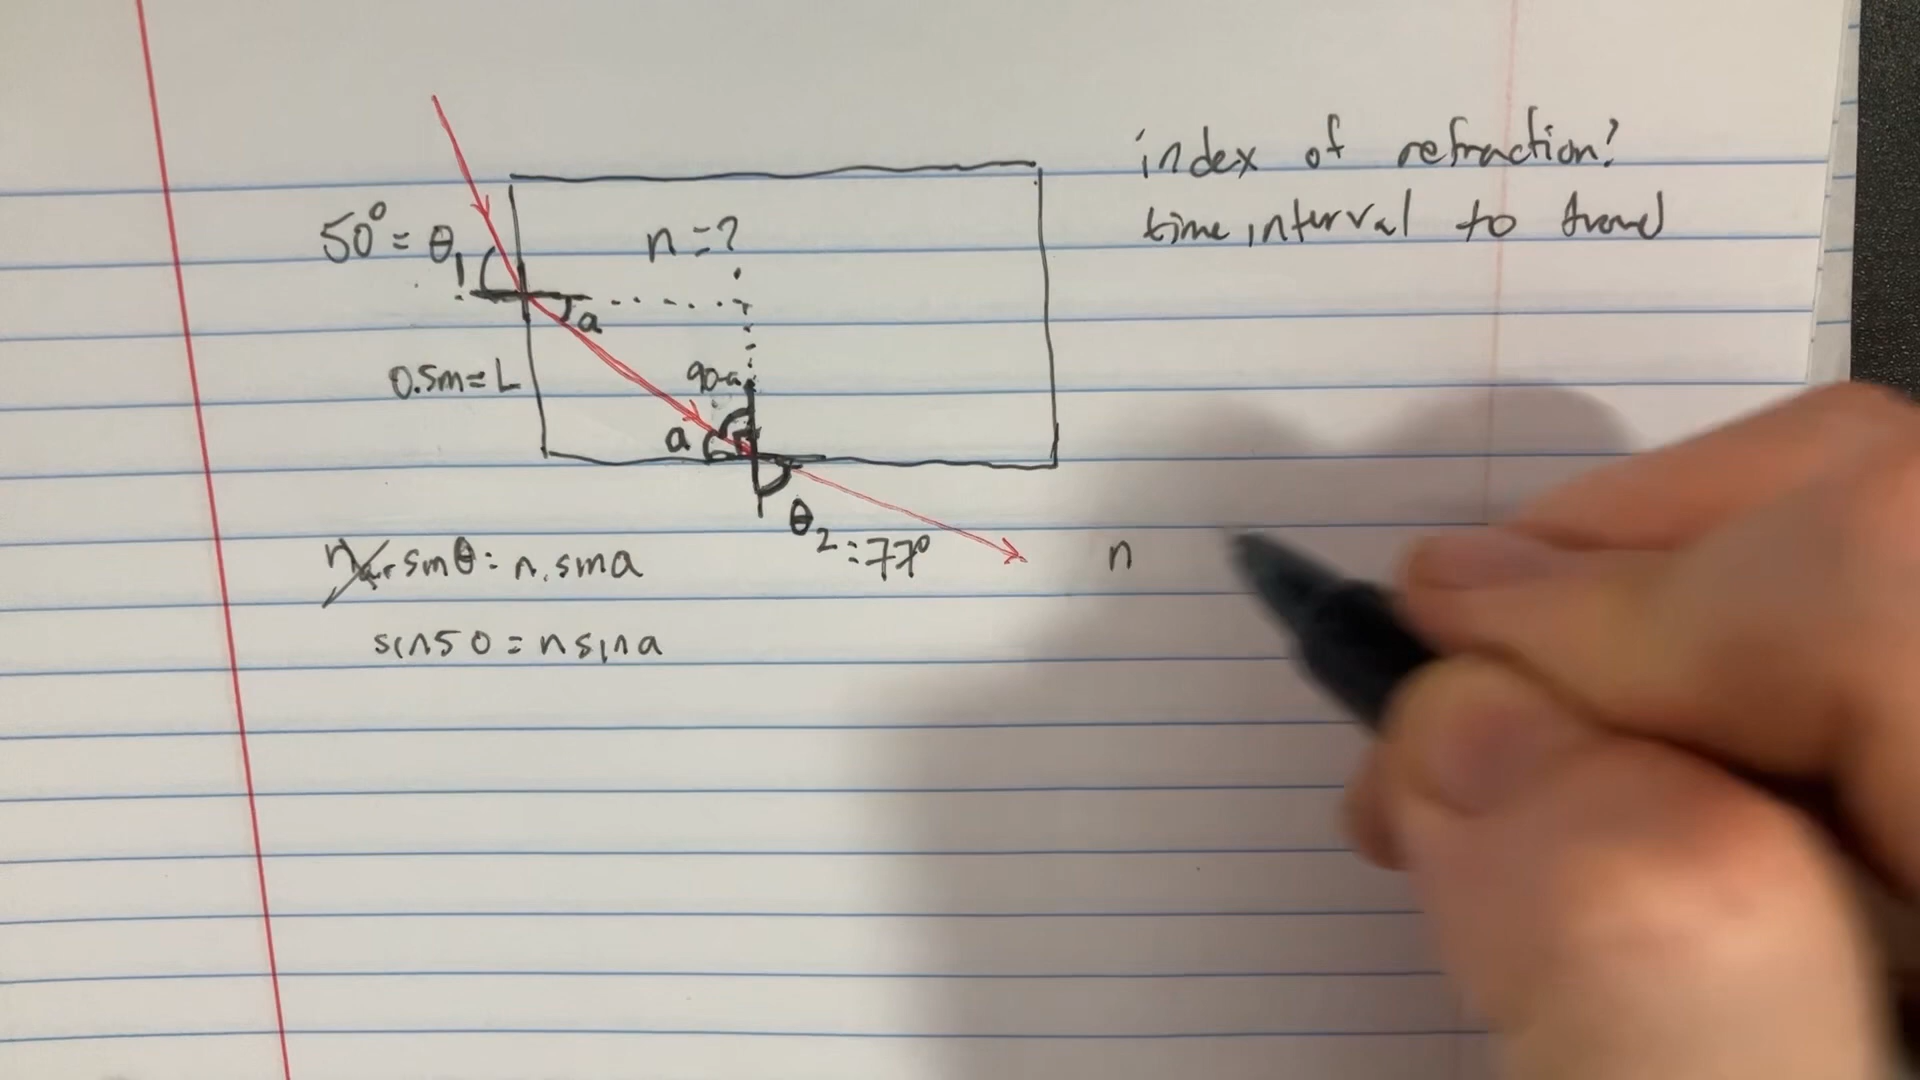 index of refraction?
time interval to travel
50° = θ₁
n = ?
a
0.5m = L
90-a
a
θ₂ = 77°
n
nair sinθ = n . sin a
sin 50 = n sin a